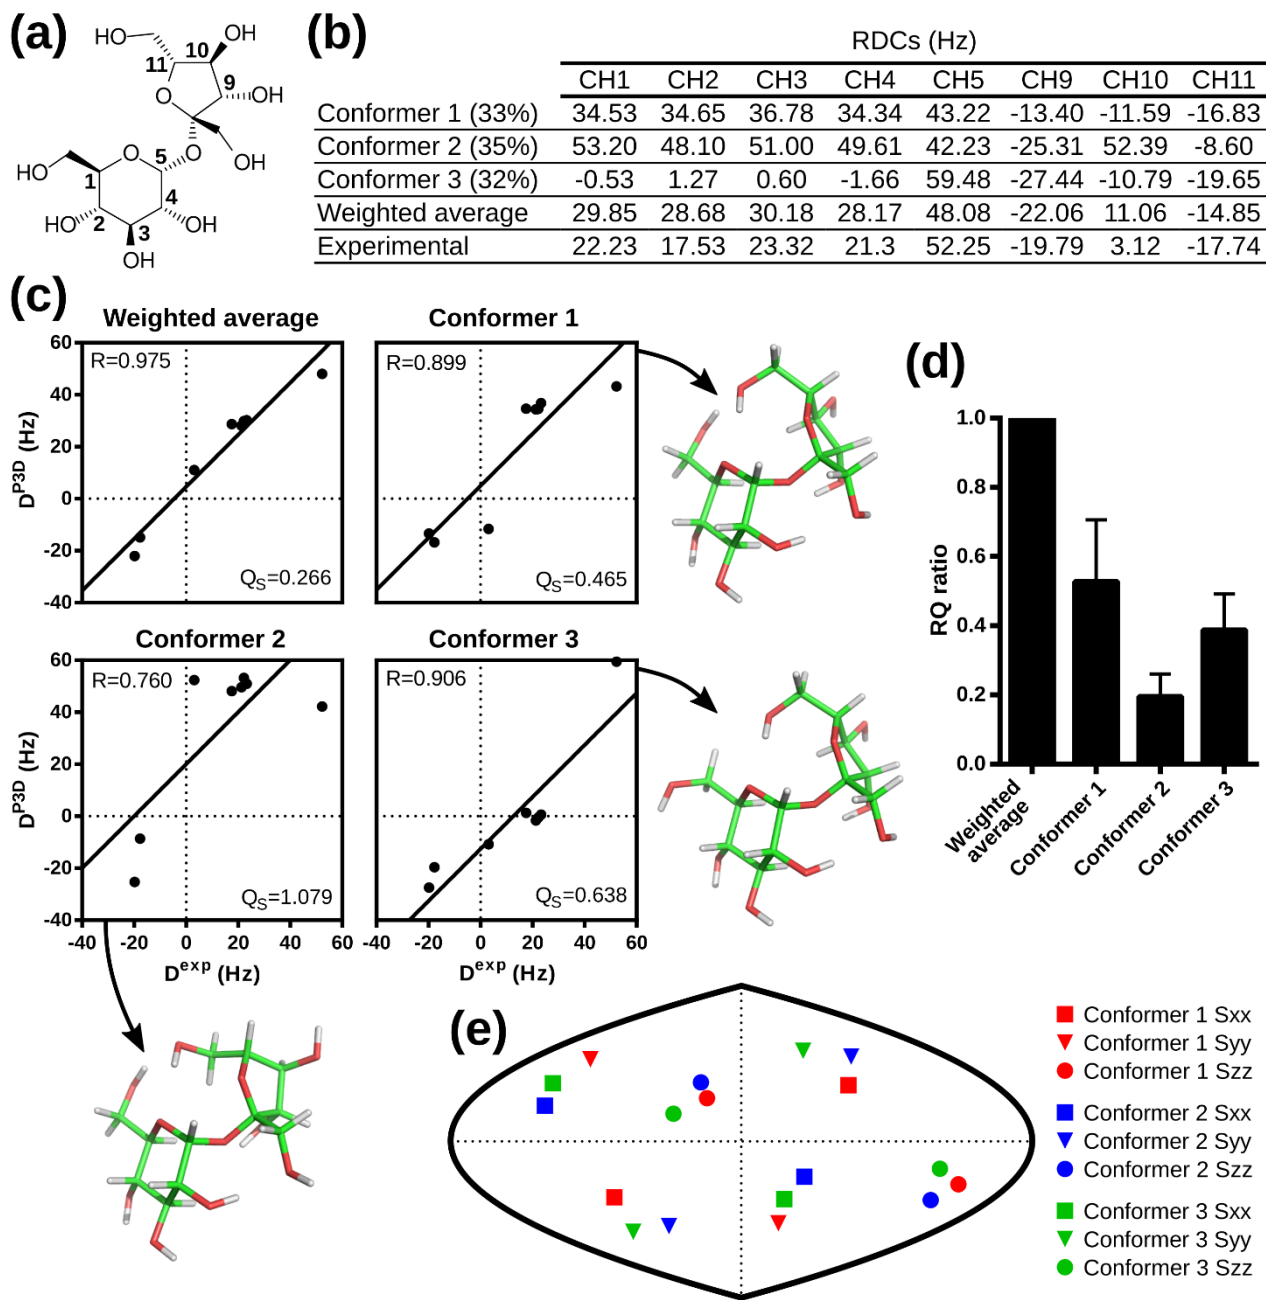 (a)
HO
OH
10
11
9
O
OH
O
OH
HO
O
5
1
4
HO
2
3
OH
OH
(b)
RDCs (Hz)
CH1 CH2 CH3 CH4 CH5 CH9 CH10 CH11
Conformer 1 (33%) 34.53 34.65 36.78 34.34 43.22 -13.40 -11.59 -16.83
Conformer 2 (35%) 53.20 48.10 51.00 49.61 42.23 -25.31 52.39 -8.60
Conformer 3 (32%) -0.53 1.27 0.60 -1.66 59.48 -27.44 -10.79 -19.65
Weighted average 29.85 28.68 30.18 28.17 48.08 -22.06 11.06 -14.85
Experimental 22.23 17.53 23.32 21.3 52.25 -19.79 3.12 -17.74
(c)
Weighted average
R=0.975
QS=0.266
60
40
20
0
-20
-40
DP3D (Hz)
Conformer 1
R=0.899
QS=0.465
Conformer 2
R=0.760
QS=1.079
60
40
20
0
-20
-40
DP3D (Hz)
-40 -20 0 20 40 60
Dexp (Hz)
Conformer 3
R=0.906
QS=0.638
-40 -20 0 20 40 60
Dexp (Hz)
(d)
RQ ratio
1.0
0.8
0.6
0.4
0.2
0.0
Weighted
average
Conformer 1
Conformer 2
Conformer 3
(e)
Conformer 1 Sxx
Conformer 1 Syy
Conformer 1 Szz
Conformer 2 Sxx
Conformer 2 Syy
Conformer 2 Szz
Conformer 3 Sxx
Conformer 3 Syy
Conformer 3 Szz